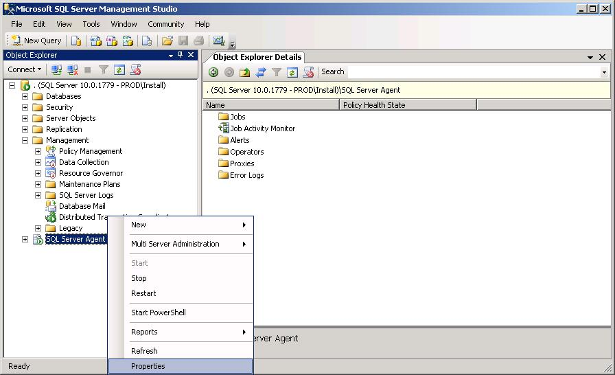 Microsoft SQL Server Management Studio
File Edit View Tools Window Community Help
New Query
Object Explorer
Connect
. (SQL Server 10.0.1779 - PROD\Install)
Databases
Security
Server Objects
Replication
Management
Policy Management
Data Collection
Resource Governor
Maintenance Plans
SQL Server Logs
Database Mail
Distributed
Legacy
SQL Server Agent
New
Multi Server Administration
Start
Stop
Restart
Start PowerShell
Reports
Refresh
Properties
Object Explorer Details
Search
. (SQL Server 10.0.1779 - PROD\Install)\SQL Server Agent
Name Policy Health State
Jobs
Job Activity Monitor
Alerts
Operators
Proxies
Error Logs
Agent
Ready